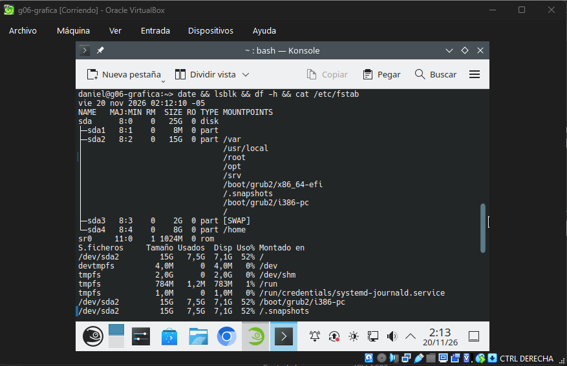 g06-grafica [Corriendo] - Oracle VirtualBox
Archivo Máquina Ver Entrada Dispositivos Ayuda
~ : bash — Konsole
Nueva pestaña Dividir vista Copiar Pegar Buscar
daniel@g06-grafica:~> date && lsblk && df -h && cat /etc/fstab
vie 20 nov 2026 02:12:10 -05
NAME MAJ:MIN RM SIZE RO TYPE MOUNTPOINTS
sda 8:0 0 25G 0 disk
├─sda1 8:1 0 8M 0 part
├─sda2 8:2 0 15G 0 part /var
/usr/local
/root
/opt
/srv
/boot/grub2/x86_64-efi
/.snapshots
/boot/grub2/i386-pc
/
├─sda3 8:3 0 2G 0 part [SWAP]
└─sda4 8:4 0 8G 0 part /home
sr0 11:0 1 1024M 0 rom
S.ficheros Tamaño Usados Disp Uso% Montado en
/dev/sda2 15G 7,5G 7,1G 52% /
devtmpfs 4,0M 0 4,0M 0% /dev
tmpfs 2,0G 0 2,0G 0% /dev/shm
tmpfs 784M 1,2M 783M 1% /run
tmpfs 1,0M 0 1,0M 0% /run/credentials/systemd-journald.service
/dev/sda2 15G 7,5G 7,1G 52% /boot/grub2/i386-pc
/dev/sda2 15G 7,5G 7,1G 52% /.snapshots
2:13
20/11/26
CTRL DERECHA